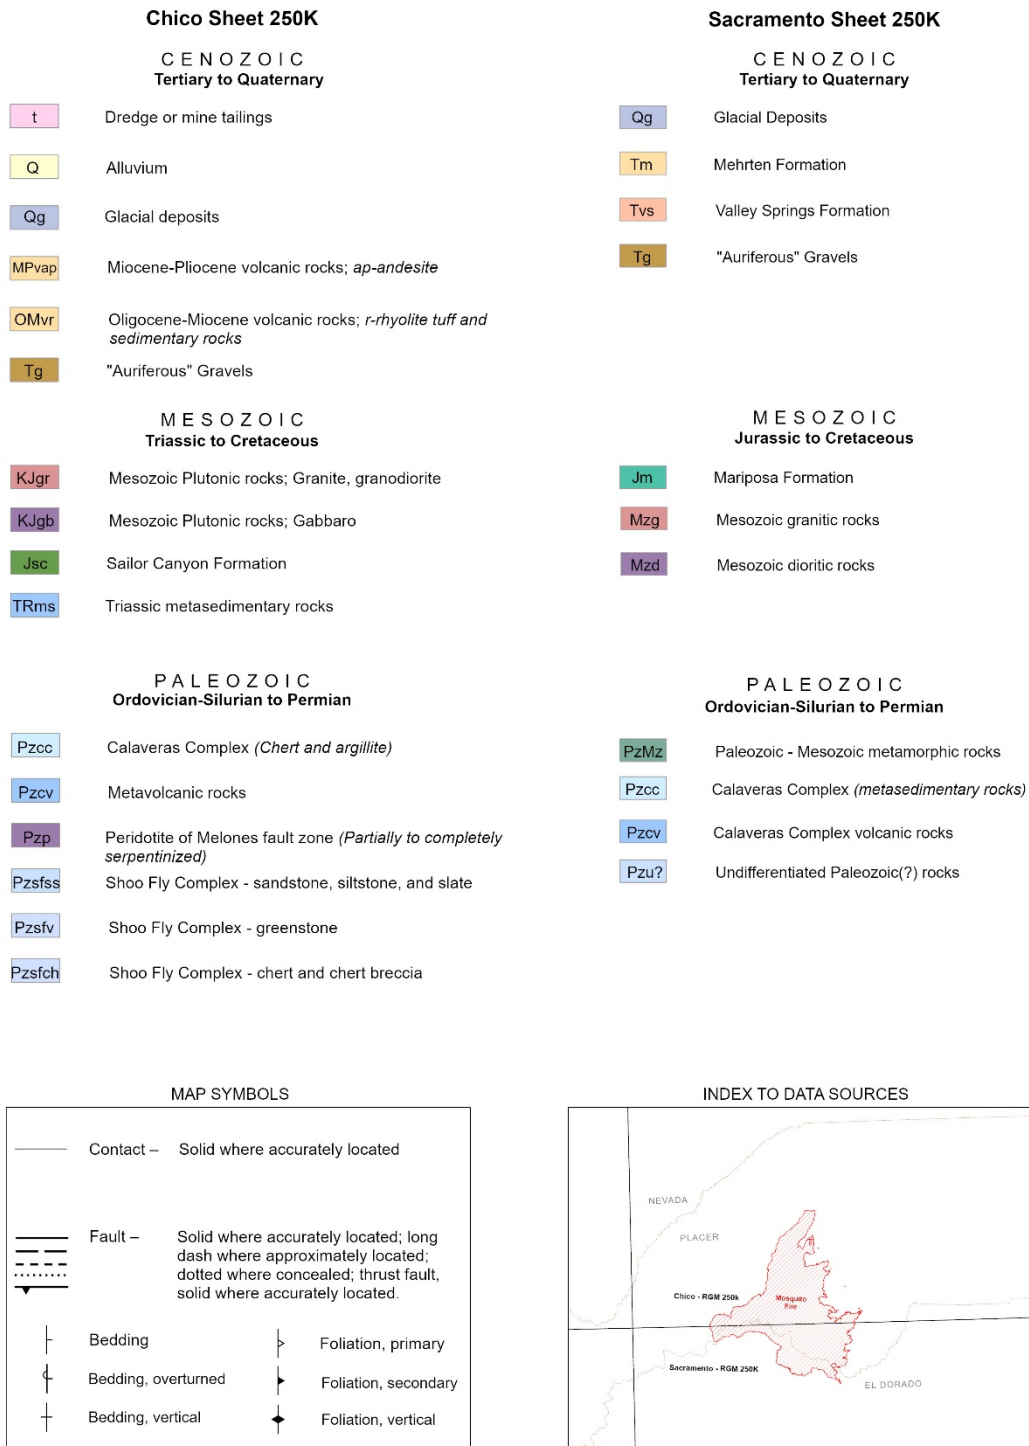 Chico Sheet 250K
CENOZOIC
Tertiary to Quaternary
t Dredge or mine tailings
Q Alluvium
Qg Glacial deposits
MPvap Miocene-Pliocene volcanic rocks; ap-andesite
OMvr Oligocene-Miocene volcanic rocks; r-rhyolite tuff and
sedimentary rocks
Tg "Auriferous" Gravels
MESOZOIC
Triassic to Cretaceous
KJgr Mesozoic Plutonic rocks; Granite, granodiorite
KJgb Mesozoic Plutonic rocks; Gabbaro
Jsc Sailor Canyon Formation
TRms Triassic metasedimentary rocks
PALEOZOIC
Ordovician-Silurian to Permian
Pzcc Calaveras Complex (Chert and argillite)
Pzcv Metavolcanic rocks
Pzp Peridotite of Melones fault zone (Partially to completely
serpentinized)
Pzsfss Shoo Fly Complex - sandstone, siltstone, and slate
Pzsfv Shoo Fly Complex - greenstone
Pzsfch Shoo Fly Complex - chert and chert breccia
Sacramento Sheet 250K
CENOZOIC
Tertiary to Quaternary
Qg Glacial Deposits
Tm Mehrten Formation
Tvs Valley Springs Formation
Tg "Auriferous" Gravels
MESOZOIC
Jurassic to Cretaceous
Jm Mariposa Formation
Mzg Mesozoic granitic rocks
Mzd Mesozoic dioritic rocks
PALEOZOIC
Ordovician-Silurian to Permian
PzMz Paleozoic - Mesozoic metamorphic rocks
Pzcc Calaveras Complex (metasedimentary rocks)
Pzcv Calaveras Complex volcanic rocks
Pzu? Undifferentiated Paleozoic(?) rocks
MAP SYMBOLS
Contact – Solid where accurately located
Fault – Solid where accurately located; long
dash where approximately located;
dotted where concealed; thrust fault,
solid where accurately located.
Bedding
Bedding, overturned
Bedding, vertical
Foliation, primary
Foliation, secondary
Foliation, vertical
INDEX TO DATA SOURCES
NEVADA
PLACER
Chico - RGM 250k
Mosquito
Fire
Sacramento - RGM 250K
EL DORADO